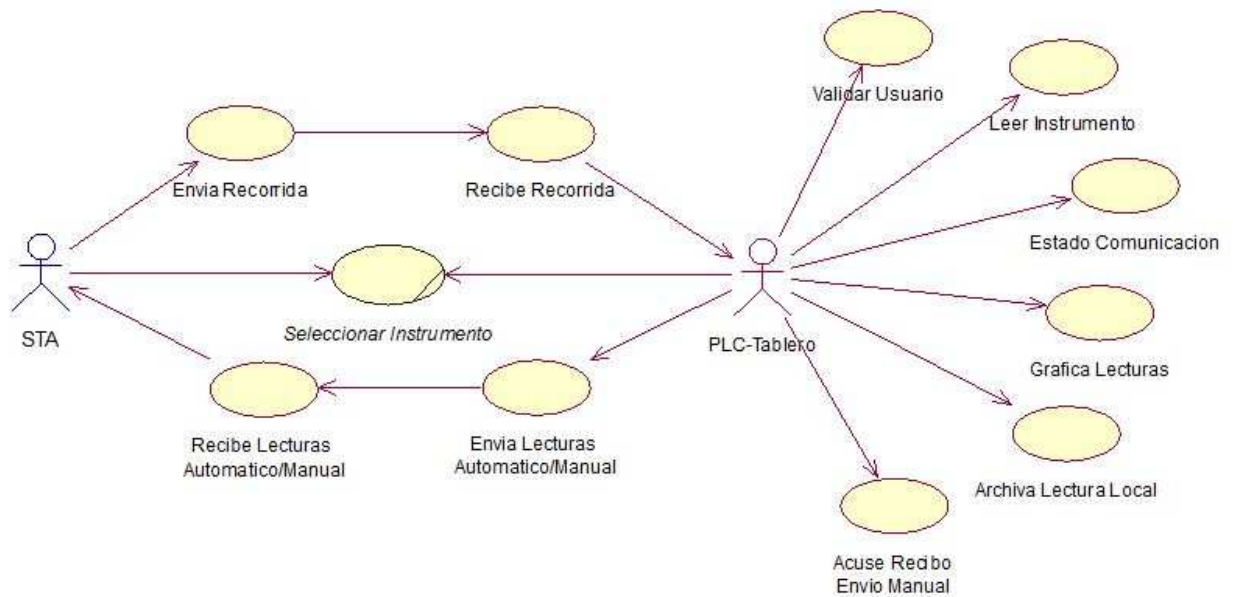 Validar Usuario
Leer Instrumento
Envia Recorrida
Recibe Recorrida
Estado Comunicacion
STA
Seleccionar Instrumento
PLC-Tablero
Grafica Lecturas
Recibe Lecturas
Automatico/Manual
Envia Lecturas
Automatico/Manual
Archiva Lectura Local
Acuse Recibo
Envio Manual